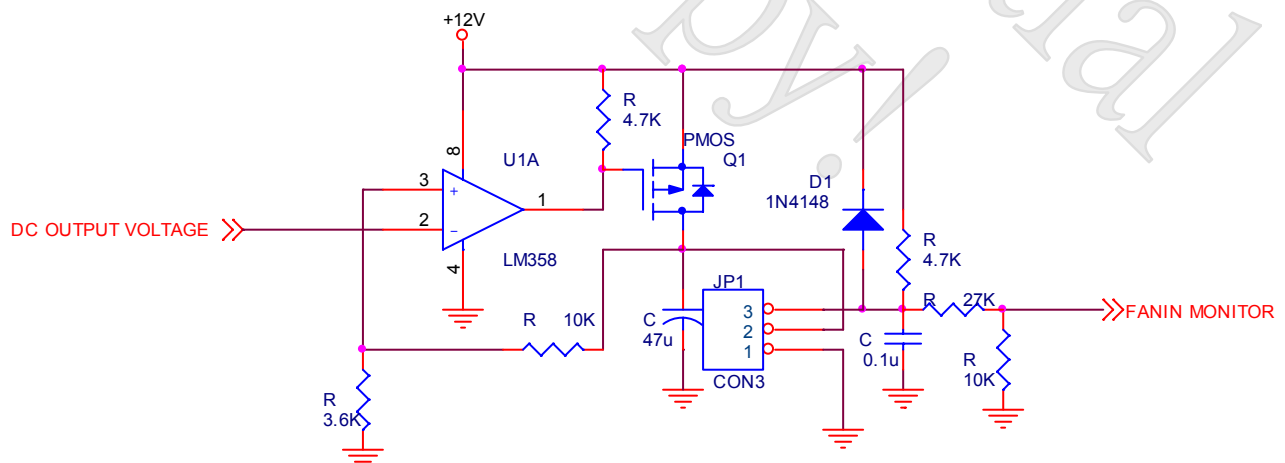 +12V
R
4.7K
PMOS
Q1
8
U1A
3
+
1
2
−
LM358
4
D1
1N4148
DC OUTPUT VOLTAGE
R
4.7K
JP1
R 10K
C
47u
3
2
1
CON3
R 27K
FANIN MONITOR
C
0.1u
R
10K
R
3.6K